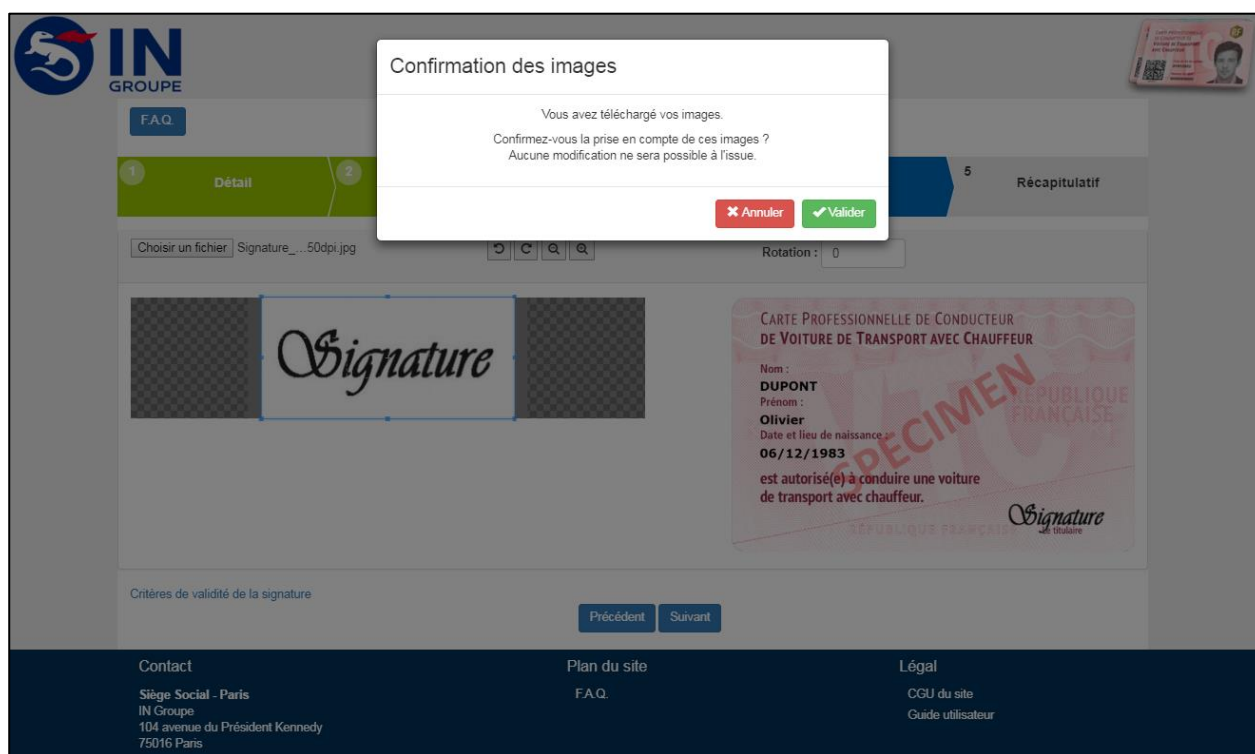 IN
GROUPE
F.A.Q.
Confirmation des images
Vous avez téléchargé vos images.
Confirmez-vous la prise en compte de ces images ?
Aucune modification ne sera possible à l'issue.
Annuler
Valider
1
Détail
2
5
Récapitulatif
Choisir un fichier Signature_...50dpi.jpg
Rotation : 0
Signature
CARTE PROFESSIONNELLE DE CONDUCTEUR
DE VOITURE DE TRANSPORT AVEC CHAUFFEUR
Nom :
DUPONT
Prénom :
Olivier
Date et lieu de naissance :
06/12/1983
est autorisé(e) à conduire une voiture
de transport avec chauffeur.
SPECIMEN
RÉPUBLIQUE
FRANÇAISE
RÉPUBLIQUE FRANÇAISE
Signature
titulaire
Critères de validité de la signature
Précédent
Suivant
Contact
Siège Social - Paris
IN Groupe
104 avenue du Président Kennedy
75016 Paris
Plan du site
F.A.Q.
Légal
CGU du site
Guide utilisateur